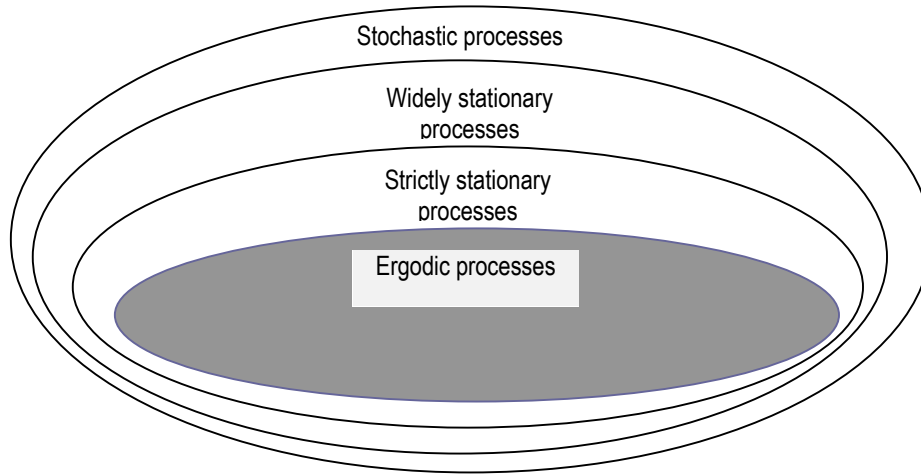 Stochastic processes
Widely stationary
processes
Strictly stationary
processes
Ergodic processes